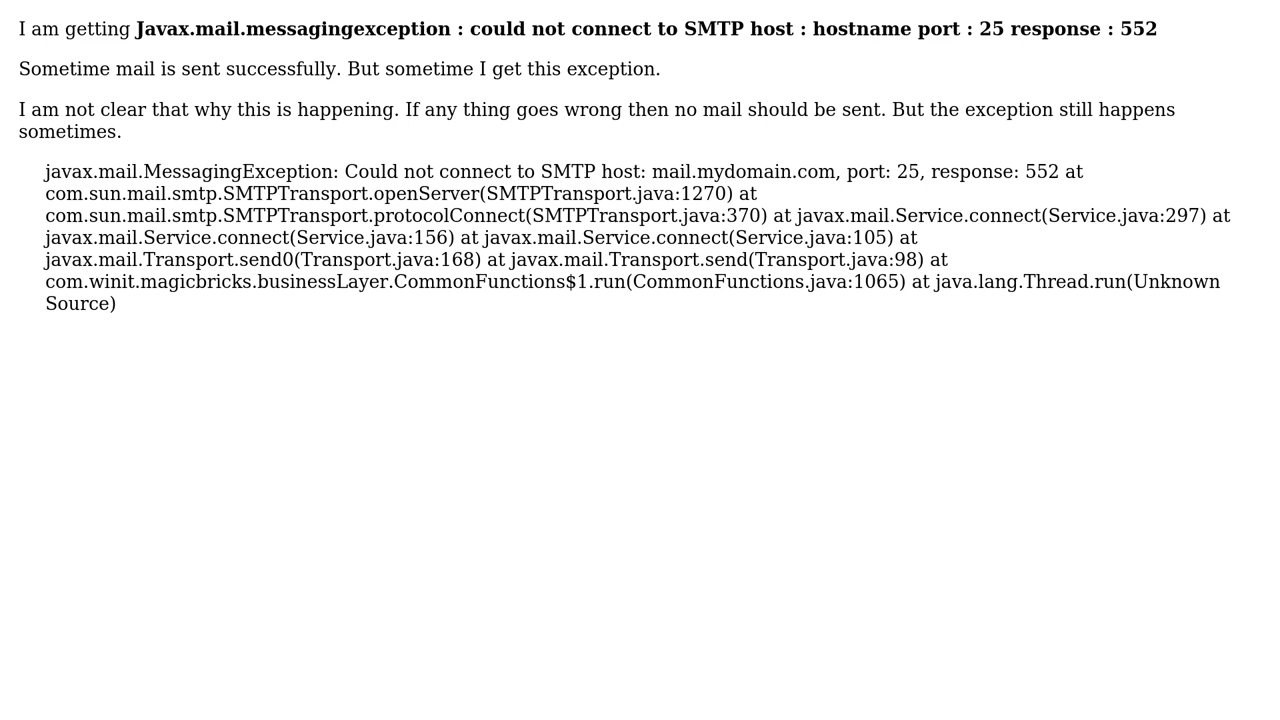 I am getting Javax.mail.messagingexception : could not connect to SMTP host : hostname port : 25 response : 552
Sometime mail is sent successfully. But sometime I get this exception.
I am not clear that why this is happening. If any thing goes wrong then no mail should be sent. But the exception still happens
sometimes.
javax.mail.MessagingException: Could not connect to SMTP host: mail.mydomain.com, port: 25, response: 552 at
com.sun.mail.smtp.SMTPTransport.openServer(SMTPTransport.java:1270) at
com.sun.mail.smtp.SMTPTransport.protocolConnect(SMTPTransport.java:370) at javax.mail.Service.connect(Service.java:297) at
javax.mail.Service.connect(Service.java:156) at javax.mail.Service.connect(Service.java:105) at
javax.mail.Transport.send0(Transport.java:168) at javax.mail.Transport.send(Transport.java:98) at
com.winit.magicbricks.businessLayer.CommonFunctions$1.run(CommonFunctions.java:1065) at java.lang.Thread.run(Unknown
Source)